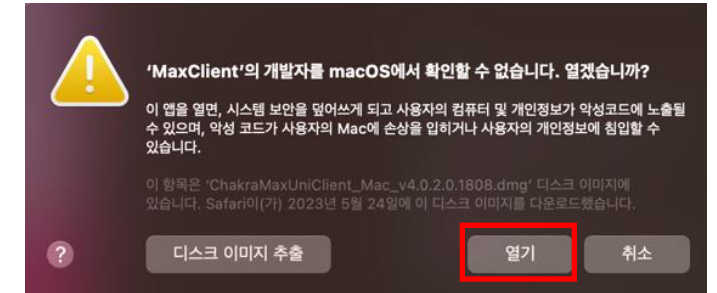 'MaxClient'의 개발자를 macOS에서 확인할 수 없습니다. 열겠습니까?
이 앱을 열면, 시스템 보안을 덮어쓰게 되고 사용자의 컴퓨터 및 개인정보가 악성코드에 노출될
수 있으며, 악성 코드가 사용자의 Mac에 손상을 입히거나 사용자의 개인정보에 침입할 수
있습니다.
이 항목은 'ChakraMaxUniClient_Mac_v4.0.2.0.1808.dmg' 디스크 이미지에
있습니다. Safari이(가) 2023년 5월 24일에 이 디스크 이미지를 다운로드했습니다.
? 디스크 이미지 추출 열기 취소